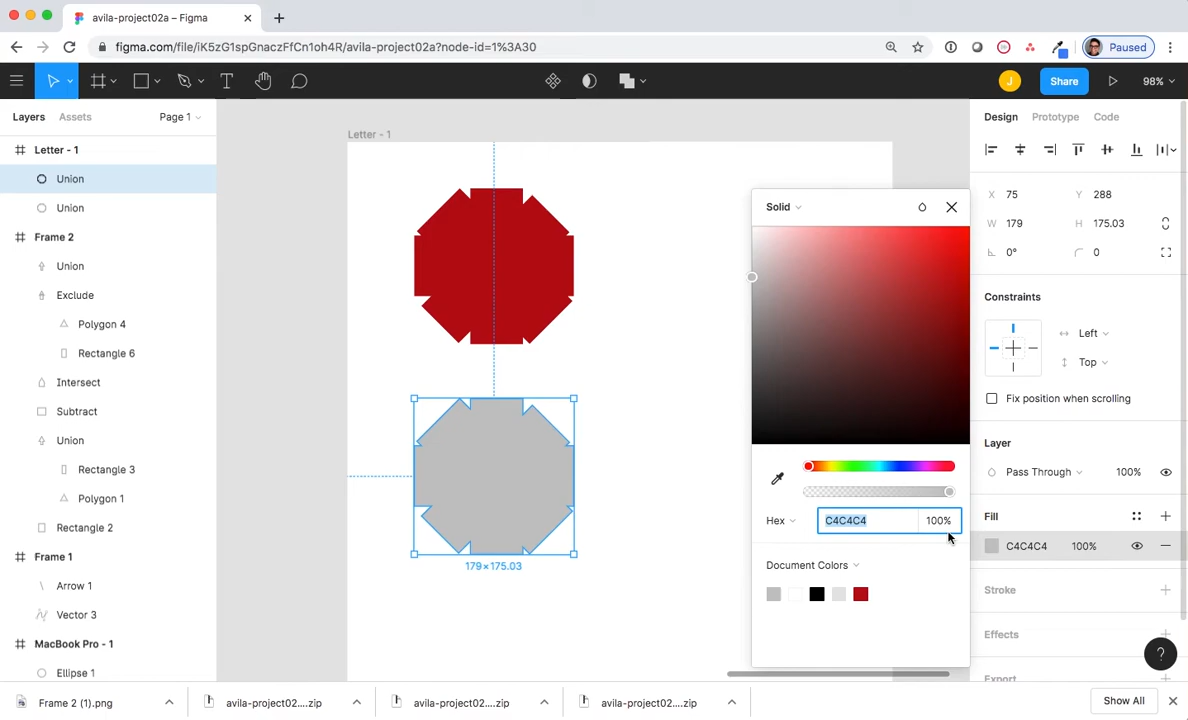 avila-project02a – Figma
figma.com/file/iK5zG1spGnaczFfCn1oh4R/avila-project02a?node-id=1%3A30
Paused
J
Share
98%
Layers
Assets
Page 1
Letter - 1
Union
Union
Frame 2
Union
Exclude
Polygon 4
Rectangle 6
Intersect
Subtract
Union
Rectangle 3
Polygon 1
Rectangle 2
Frame 1
Arrow 1
Vector 3
MacBook Pro - 1
Ellipse 1
Letter - 1
179×175.03
Solid
Hex
C4C4C4
100%
Document Colors
Design
Prototype
Code
X 75 Y 288
W 179 H 175.03
0° 0
Constraints
Left
Top
Fix position when scrolling
Layer
Pass Through 100%
Fill
C4C4C4 100%
Stroke
Effects
Export
?
Frame 2 (1).png
avila-project02....zip
avila-project02....zip
avila-project02....zip
Show All